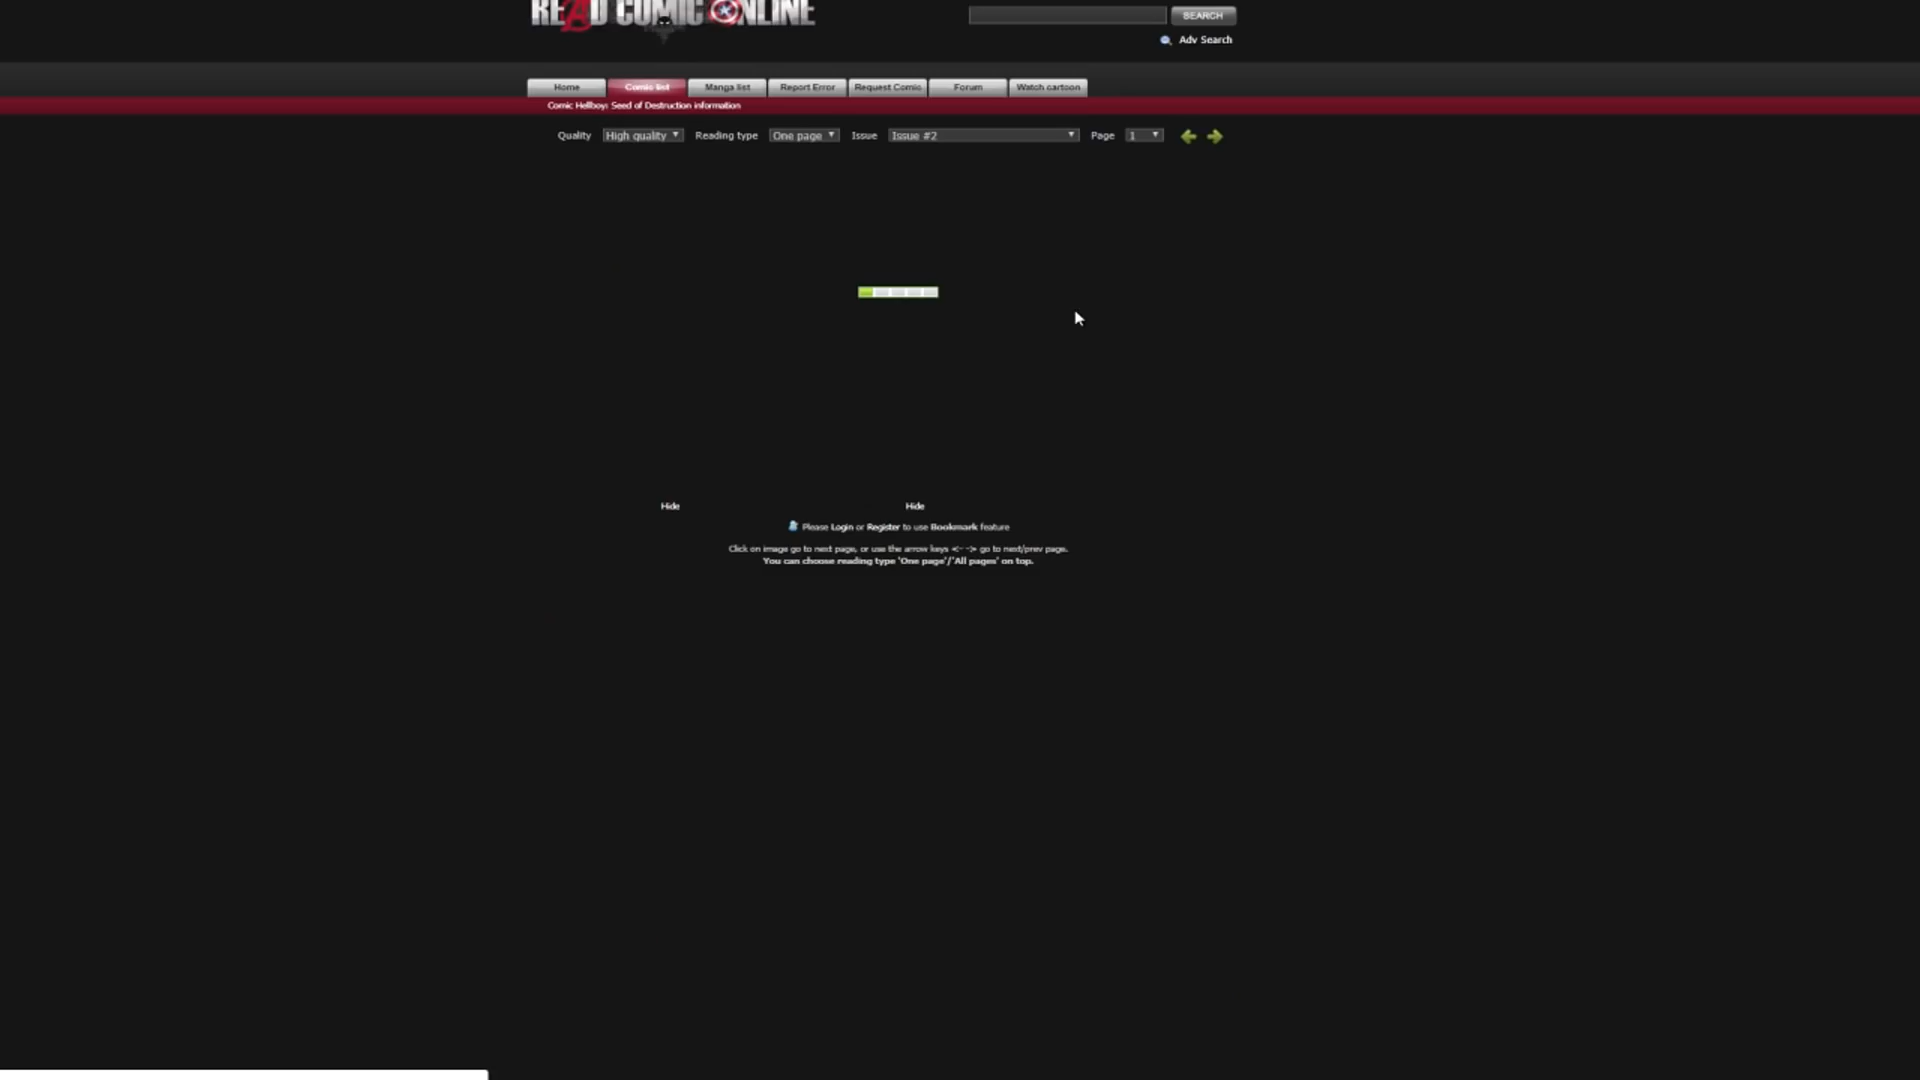 READ COMIC ONLINE
SEARCH
Adv Search
Home Comic list Manga list Report Error Request Comic Forum Watch cartoon
Comic Hellboy: Seed of Destruction information
Quality High quality Reading type One page Issue Issue #2 Page 1
Hide Hide
Please Login or Register to use Bookmark feature
Click on image go to next page, or use the arrow keys <-- --> go to next/prev page.
You can choose reading type 'One page'/'All pages' on top.